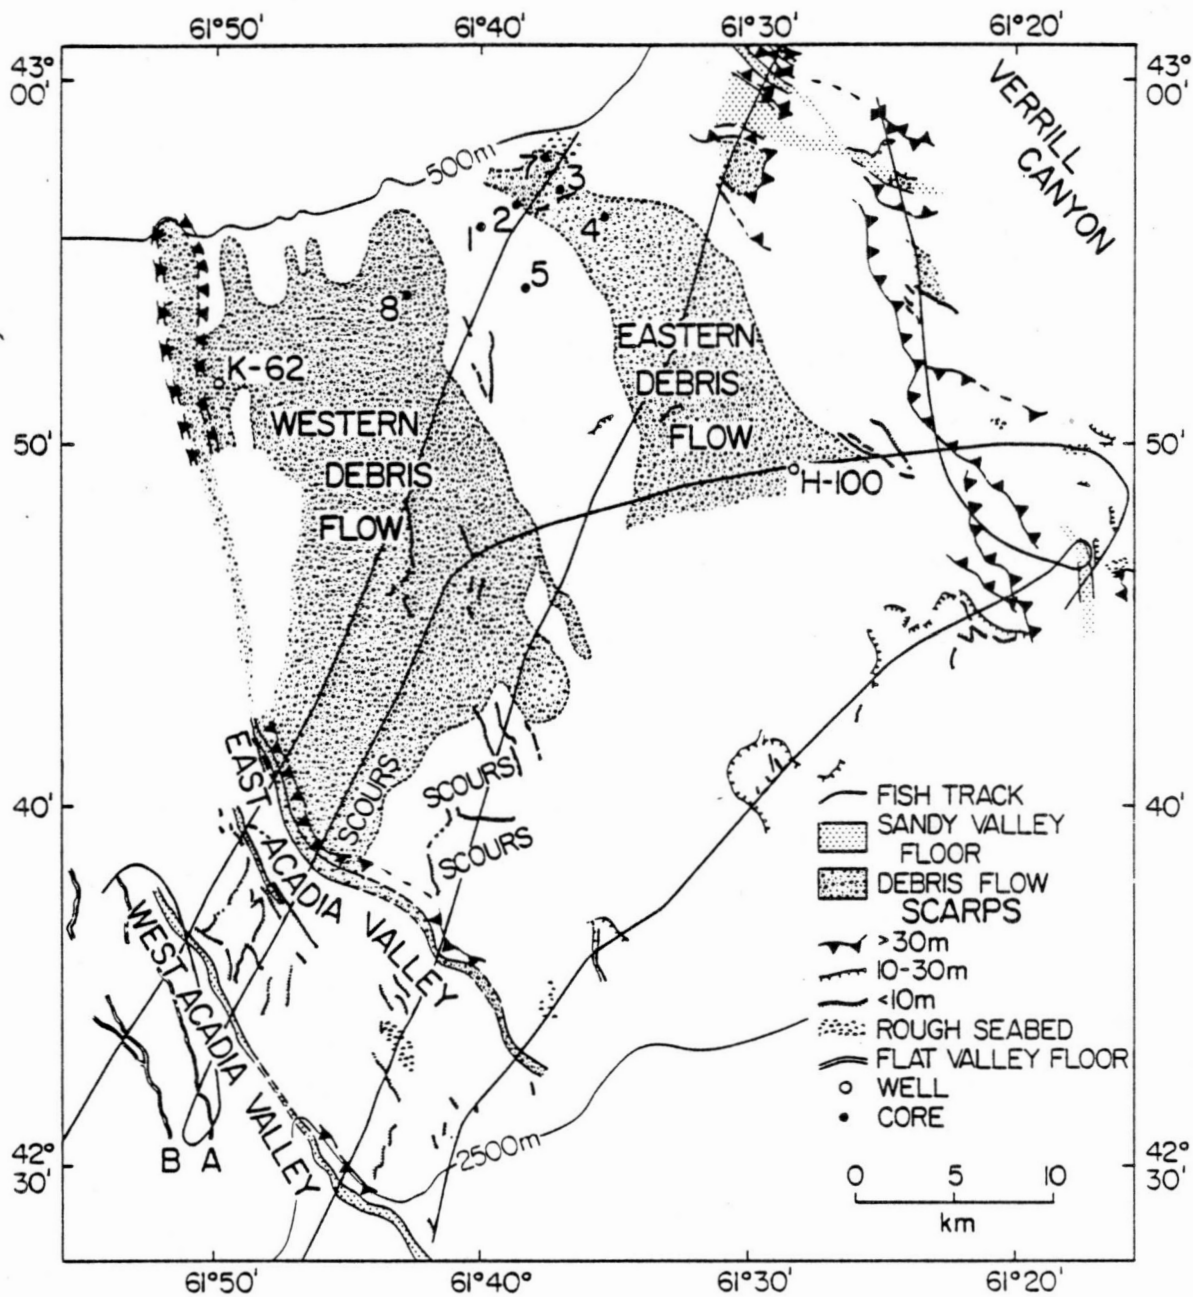 61°50' 61°40' 61°30' 61°20'
43° 00'
43° 00'
VERRILL
CANYON
500m
7
3
2
1
4
5
8
K-62
EASTERN
DEBRIS
FLOW
WESTERN
DEBRIS
FLOW
50'
50'
H-100
EAST ACADIA VALLEY
SCOURS
SCOURS
SCOURS
40'
40'
WEST ACADIA VALLEY
B A
2500m
FISH TRACK
SANDY VALLEY
FLOOR
DEBRIS FLOW
SCARPS
>30m
10-30m
<10m
ROUGH SEABED
FLAT VALLEY FLOOR
WELL
CORE
42° 30'
42° 30'
0 5 10
km
61°50' 61°40' 61°30' 61°20'